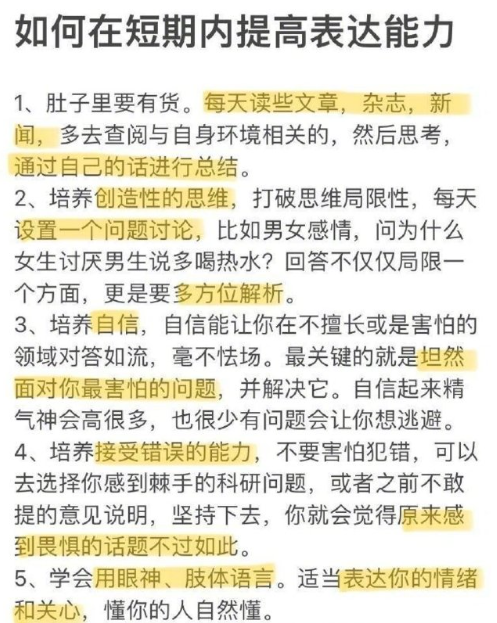 如何在短期内提高表达能力
1、肚子里要有货。每天读些文章，杂志，新
闻，多去查阅与自身环境相关的，然后思考，
通过自己的话进行总结。
2、培养创造性的思维，打破思维局限性，每天
设置一个问题讨论，比如男女感情，问为什么
女生讨厌男生说多喝热水？回答不仅仅局限一
个方面，更是要多方位解析。
3、培养自信，自信能让你在不擅长或是害怕的
领域对答如流，毫不怯场。最关键的就是坦然
面对你最害怕的问题，并解决它。自信起来精
气神会高很多，也很少有问题会让你想逃避。
4、培养接受错误的能力，不要害怕犯错，可以
去选择你感到棘手的科研问题，或者之前不敢
提的意见说明，坚持下去，你就会觉得原来感
到畏惧的话题不过如此。
5、学会用眼神、肢体语言。适当表达你的情绪
和关心，懂你的人自然懂。